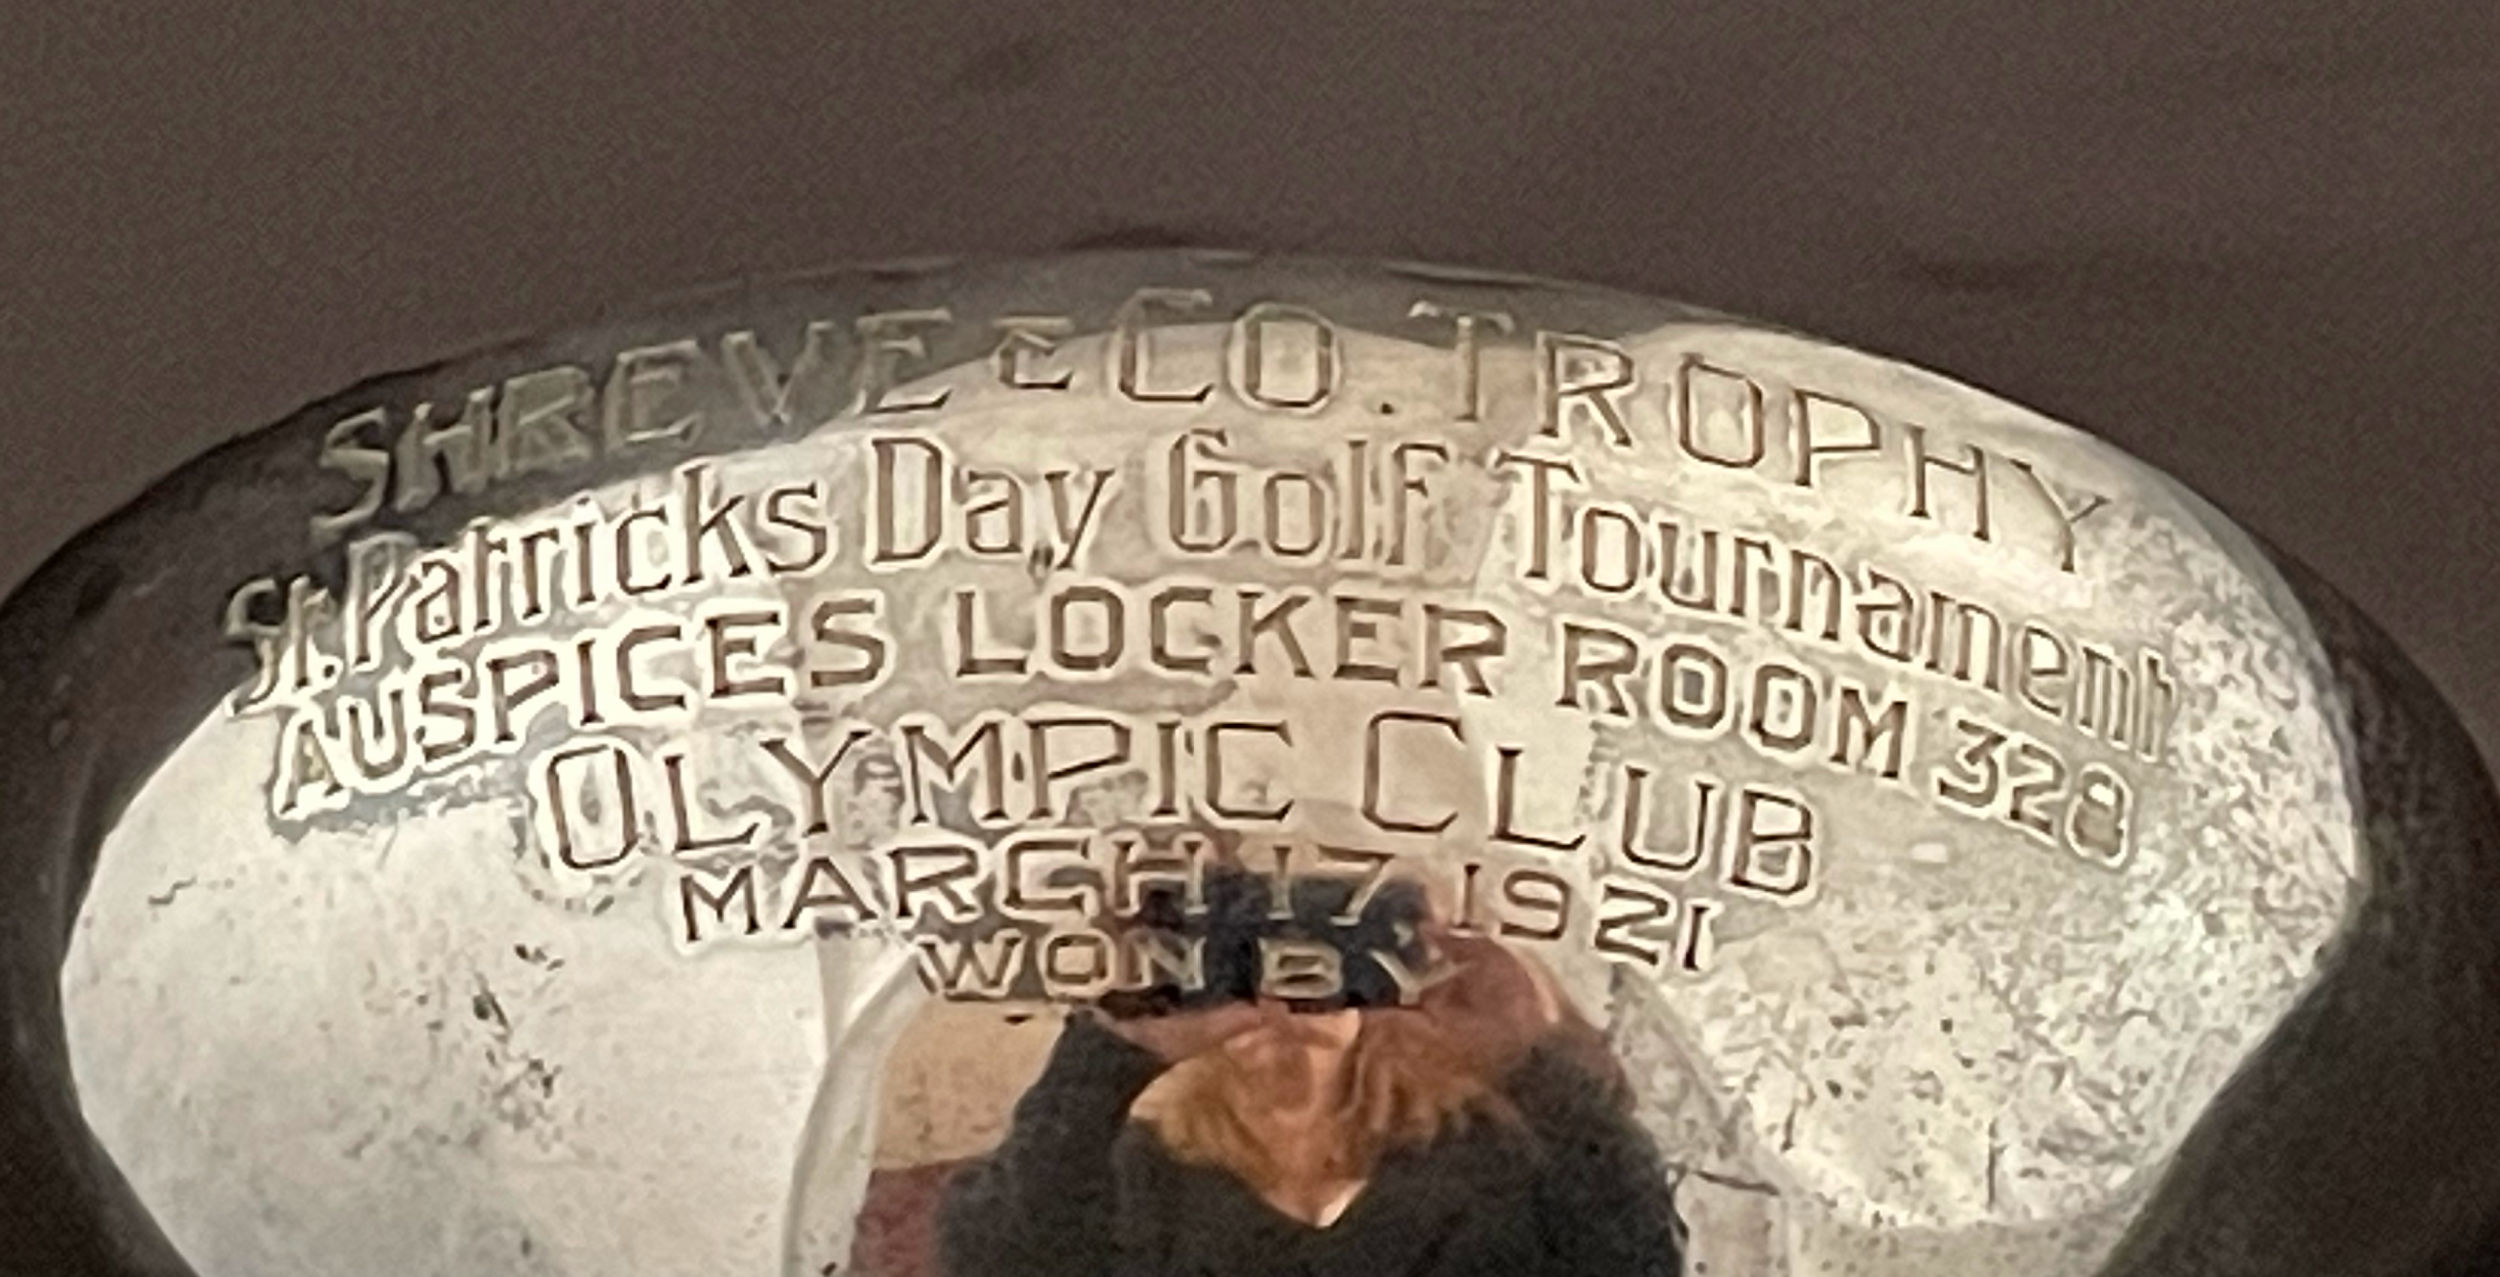 SHREVE & CO. TROPHY
St. Patricks Day Golf Tournament
AUSPICES LOCKER ROOM 328
OLYMPIC CLUB
MARCH 17 1921
WON BY